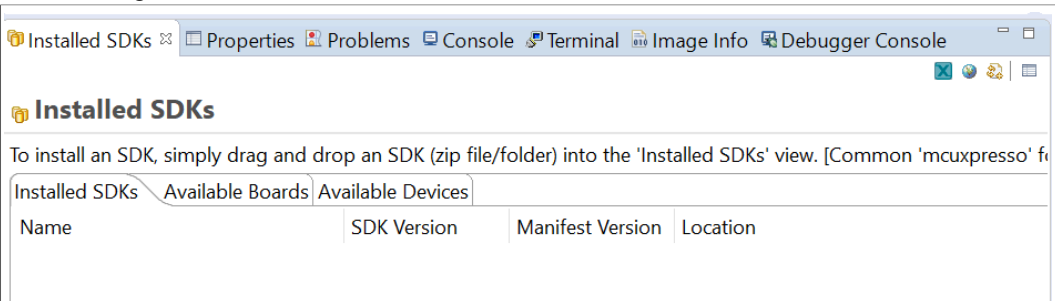 Installed SDKs Properties Problems Console Terminal Image Info Debugger Console
Installed SDKs
To install an SDK, simply drag and drop an SDK (zip file/folder) into the 'Installed SDKs' view. [Common 'mcuxpresso'
Installed SDKs Available Boards Available Devices
Name SDK Version Manifest Version Location